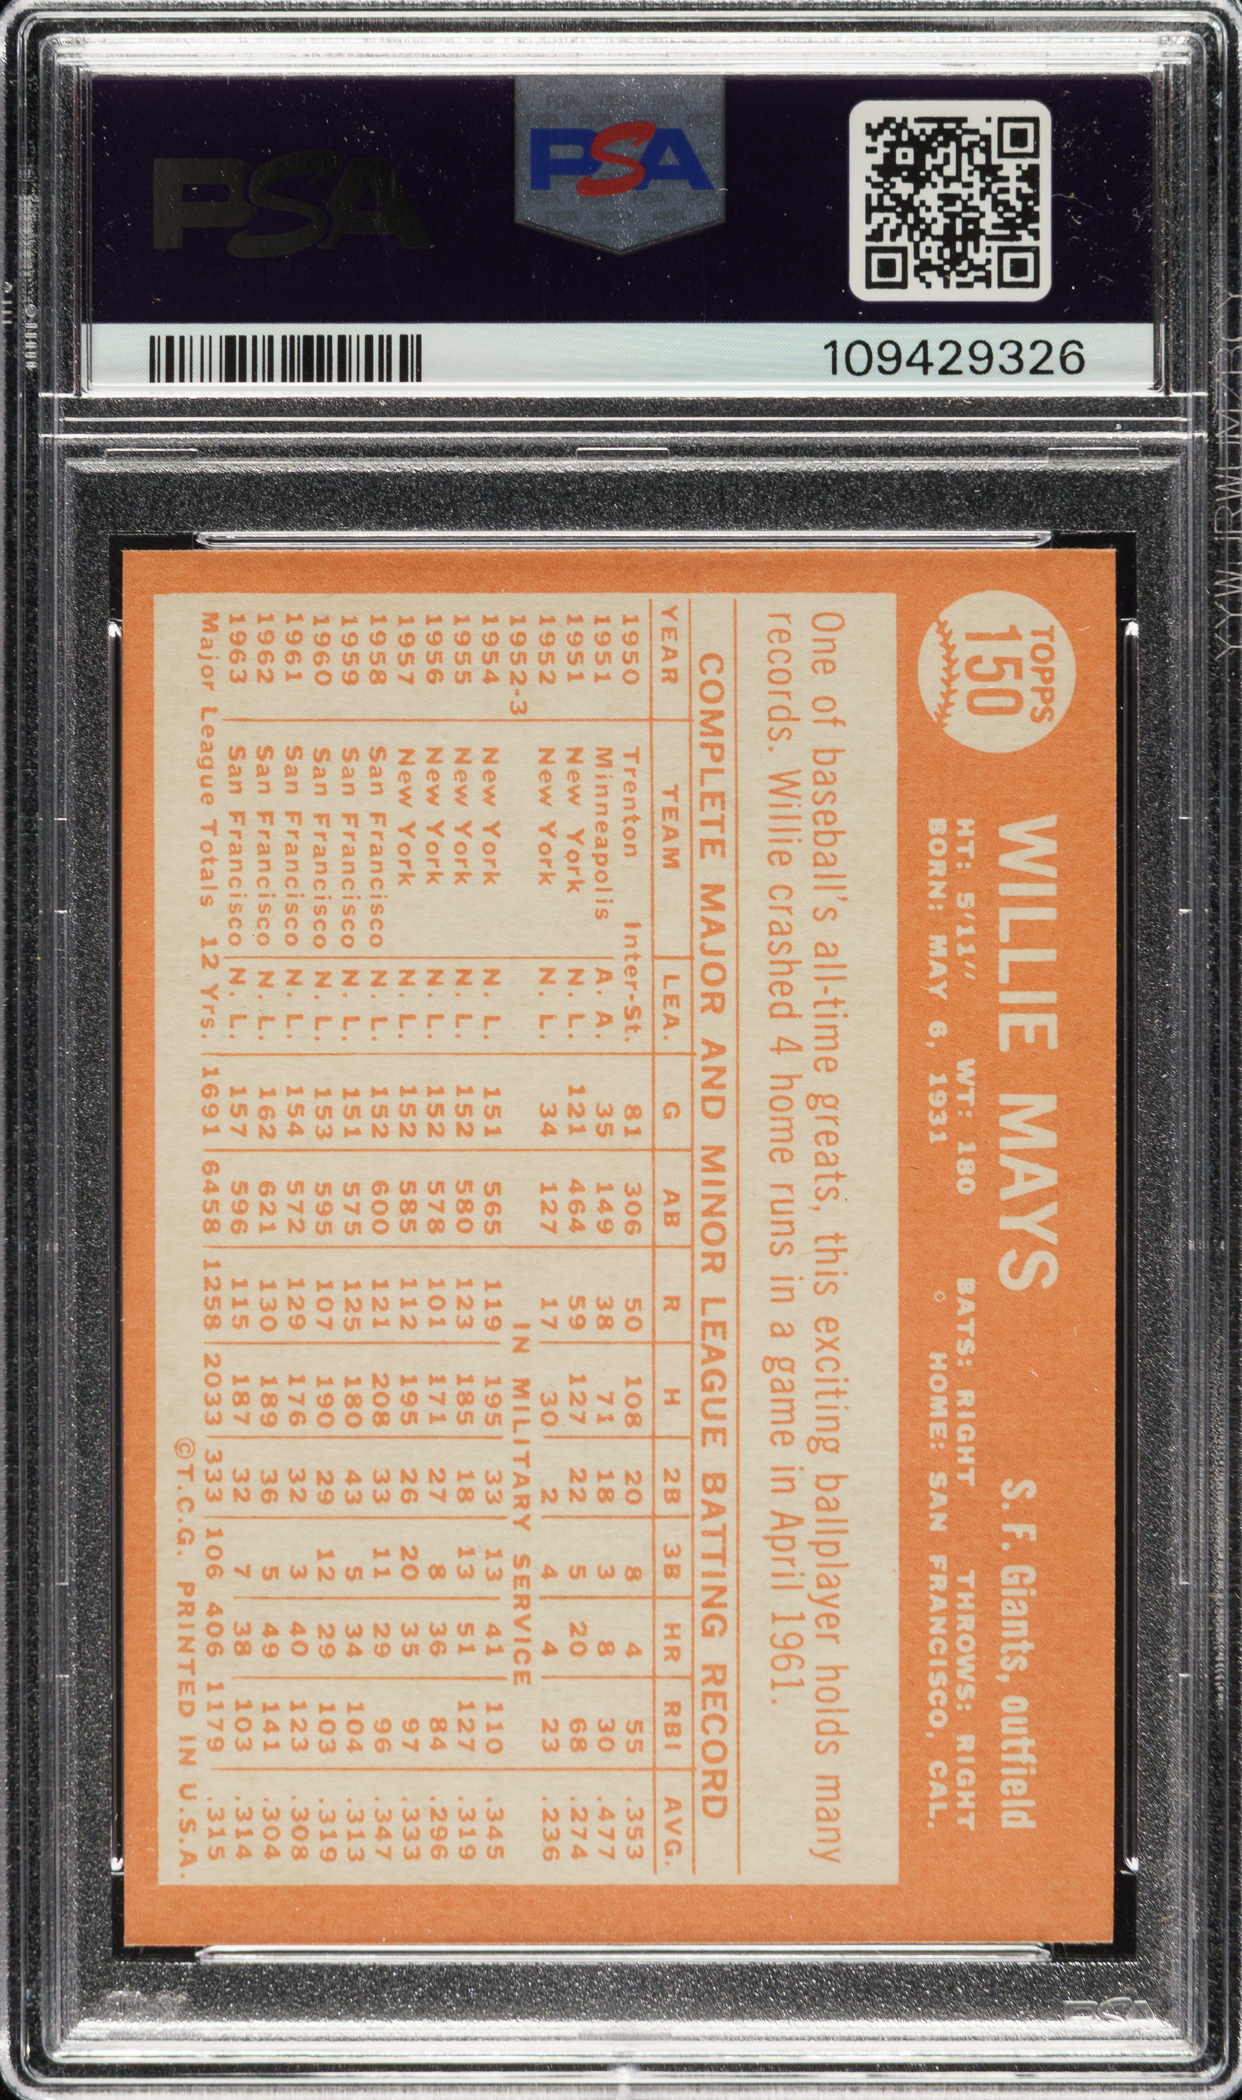 PSA
PSA
109429326
TOPPS
150
WILLIE MAYS S. F. Giants, outfield
HT: 5'11" WT: 180 BATS: RIGHT THROWS: RIGHT
BORN: MAY 6, 1931 HOME: SAN FRANCISCO, CAL.
One of baseball's all-time greats, this exciting ballplayer holds many
records. Willie crashed 4 home runs in a game in April 1961.
COMPLETE MAJOR AND MINOR LEAGUE BATTING RECORD
YEAR TEAM LEA. G AB R H 2B 3B HR RBI AVG.
1950 Trenton Inter-St. 81 306 50 108 20 8 4 55 .353
1951 Minneapolis A. A. 35 149 38 71 18 3 8 30 .477
1951 New York N. L. 121 464 59 127 22 5 20 68 .274
1952 New York N. L. 34 127 17 30 2 4 4 23 .236
1952-3 IN MILITARY SERVICE
1954 New York N. L. 151 565 119 195 33 13 41 110 .345
1955 New York N. L. 152 580 123 185 18 13 51 127 .319
1956 New York N. L. 152 578 101 171 27 8 36 84 .296
1957 New York N. L. 152 585 112 195 26 20 35 97 .333
1958 San Francisco N. L. 152 600 121 208 33 11 29 96 .347
1959 San Francisco N. L. 151 575 125 180 43 5 34 104 .313
1960 San Francisco N. L. 153 595 107 190 29 12 29 103 .319
1961 San Francisco N. L. 154 572 129 176 32 3 40 123 .308
1962 San Francisco N. L. 162 621 130 189 36 5 49 141 .304
1963 San Francisco N. L. 157 596 115 187 32 7 38 103 .314
Major League Totals 12 Yrs. 1691 6458 1258 2033 333 106 406 1179 .315
©T.C.G. PRINTED IN U.S.A.
PSA